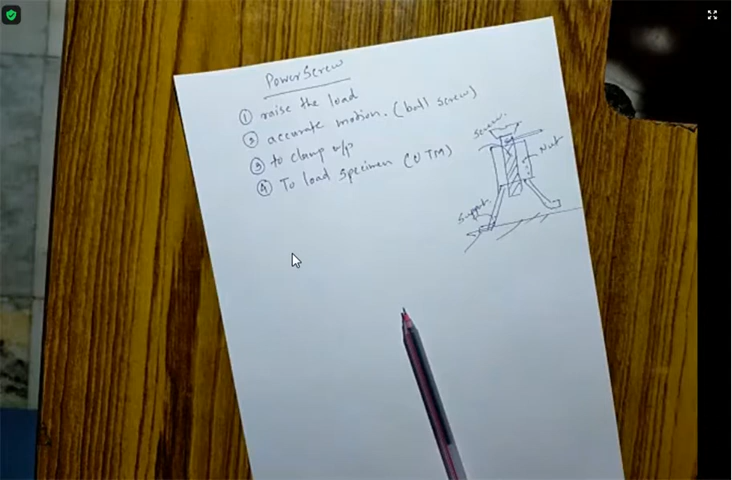 Power Screw
① raise the load
② accurate motion. (ball screw)
③ to clamp w/p
④ To load specimen (UTM)
Screw.
Nut
Support.